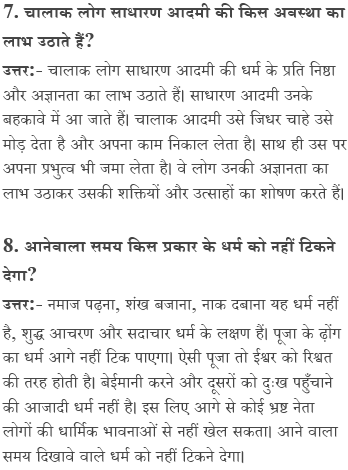 7. चालाक लोग साधारण आदमी की किस अवस्था का
लाभ उठाते हैं?
उत्तर:- चालाक लोग साधारण आदमी की धर्म के प्रति निष्ठा
और अज्ञानता का लाभ उठाते हैं। साधारण आदमी उनके
बहकावे में आ जाते हैं। चालाक आदमी उसे जिधर चाहे उसे
मोड़ देता है और अपना काम निकाल लेता है। साथ ही उस पर
अपना प्रभुत्व भी जमा लेता है। वे लोग उनकी अज्ञानता का
लाभ उठाकर उसकी शक्तियों और उत्साहों का शोषण करते हैं।
8. आनेवाला समय किस प्रकार के धर्म को नहीं टिकने
देगा?
उत्तर:- नमाज पढ़ना, शंख बजाना, नाक दबाना यह धर्म नहीं
है, शुद्ध आचरण और सदाचार धर्म के लक्षण हैं। पूजा के ढ़ोंग
का धर्म आगे नहीं टिक पाएगा। ऐसी पूजा तो ईश्वर को रिश्वत
की तरह होती है। बेईमानी करने और दूसरों को दुःख पहुँचाने
की आजादी धर्म नहीं है। इस लिए आगे से कोई भ्रष्ट नेता
लोगों की धार्मिक भावनाओं से नहीं खेल सकता। आने वाला
समय दिखावे वाले धर्म को नहीं टिकने देगा।